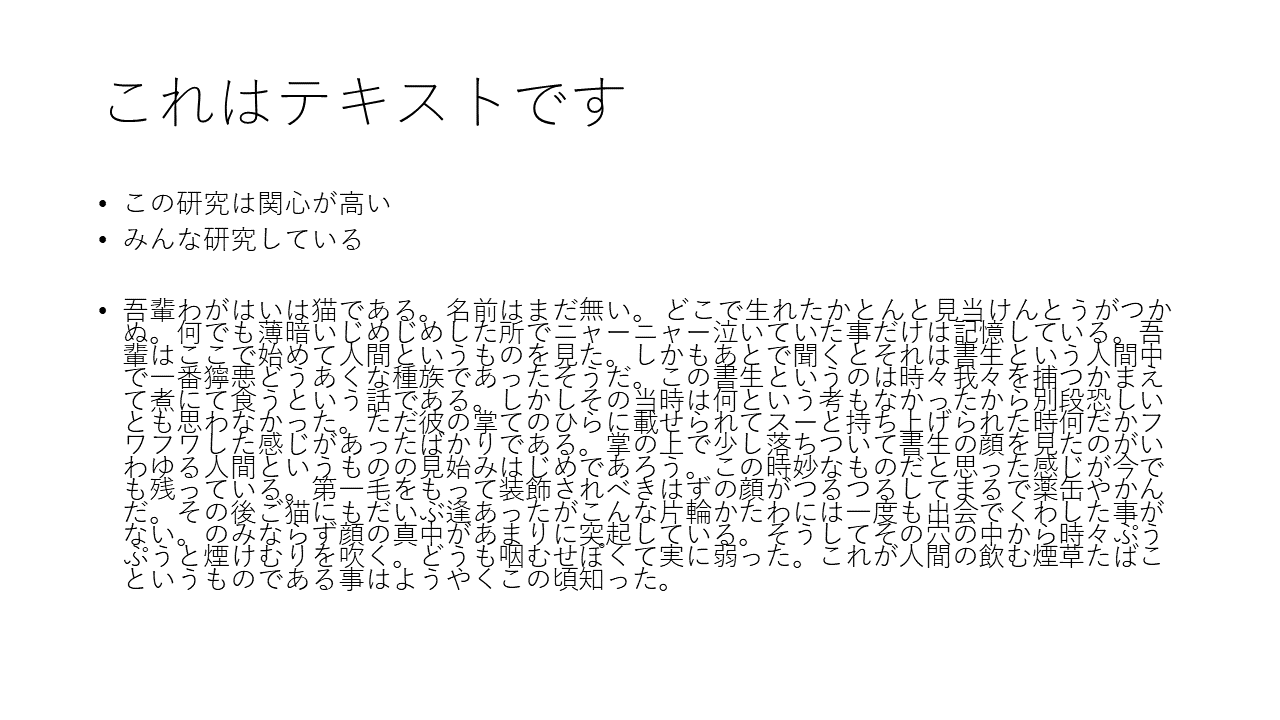 これはテキストです
• この研究は関心が高い
• みんな研究している
• 吾輩わがはいは猫である。名前はまだ無い。 どこで生れたかとんと見当けんとうがつか
ぬ。何でも薄暗いじめじめした所でニャーニャー泣いていた事だけは記憶している。吾
輩はここで始めて人間というものを見た。しかもあとで聞くとそれは書生という人間中
で一番獰悪どうあくな種族であったそうだ。この書生というのは時々我々を捕つかまえ
て煮にて食うという話である。しかしその当時は何という考もなかったから別段恐しい
とも思わなかった。ただ彼の掌てのひらに載せられてスーと持ち上げられた時何だかフ
ワフワした感じがあったばかりである。掌の上で少し落ちついて書生の顔を見たのがい
わゆる人間というものの見始みはじめであろう。この時妙なものだと思った感じが今で
も残っている。第一毛をもって装飾されべきはずの顔がつるつるしてまるで薬缶やかん
だ。その後ご猫にもだいぶ逢あったがこんな片輪かたわには一度も出会でくわした事が
ない。のみならず顔の真中があまりに突起している。そうしてその穴の中から時々ぷう
ぷうと煙けむりを吹く。どうも咽むせぽくて実に弱った。これが人間の飲む煙草たばこ
というものである事はようやくこの頃知った。